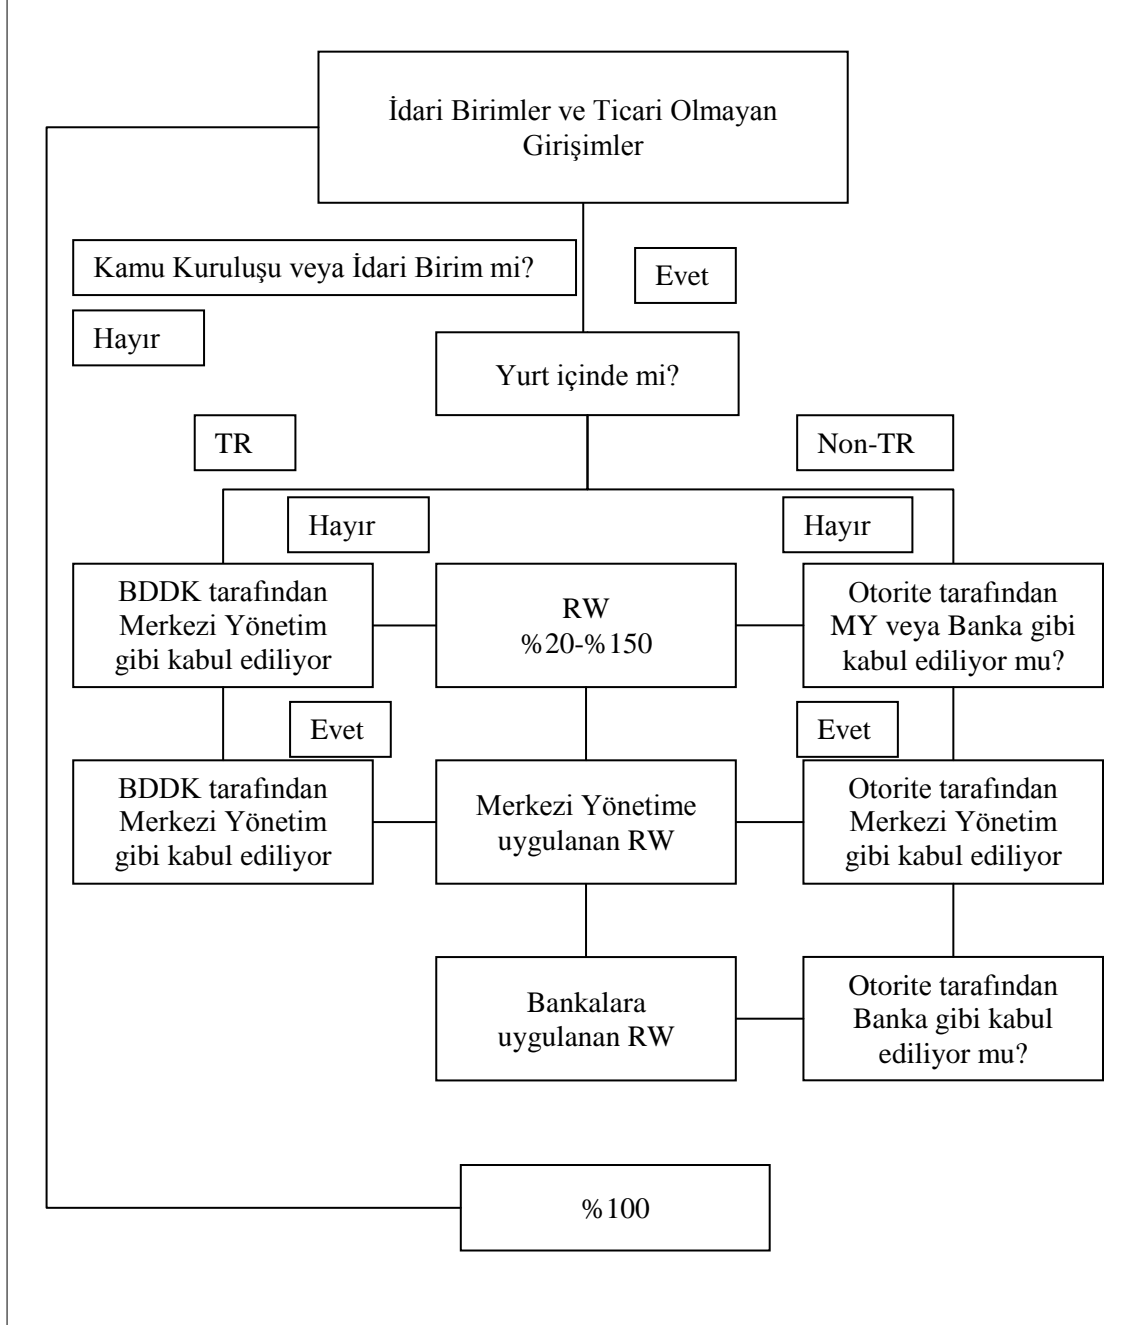 İdari Birimler ve Ticari Olmayan
Girişimler
Kamu Kuruluşu veya İdari Birim mi?
Evet
Hayır
Yurt içinde mi?
TR
Non-TR
Hayır
Hayır
BDDK tarafından
Merkezi Yönetim
gibi kabul ediliyor
RW
%20-%150
Otorite tarafından
MY veya Banka gibi
kabul ediliyor mu?
Evet
Evet
BDDK tarafından
Merkezi Yönetim
gibi kabul ediliyor
Merkezi Yönetime
uygulanan RW
Otorite tarafından
Merkezi Yönetim
gibi kabul ediliyor
Bankalara
uygulanan RW
Otorite tarafından
Banka gibi kabul
ediliyor mu?
%100